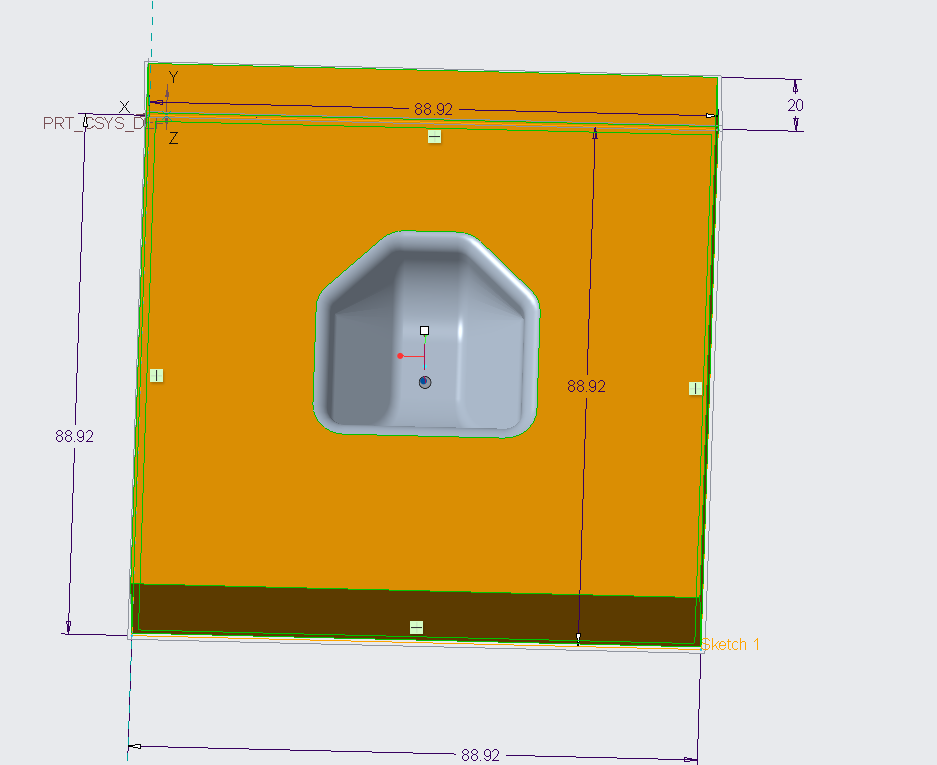 Y
88.92
20
X
PRT_CSYS_DEF
Z
88.92
88.92
Sketch 1
88.92